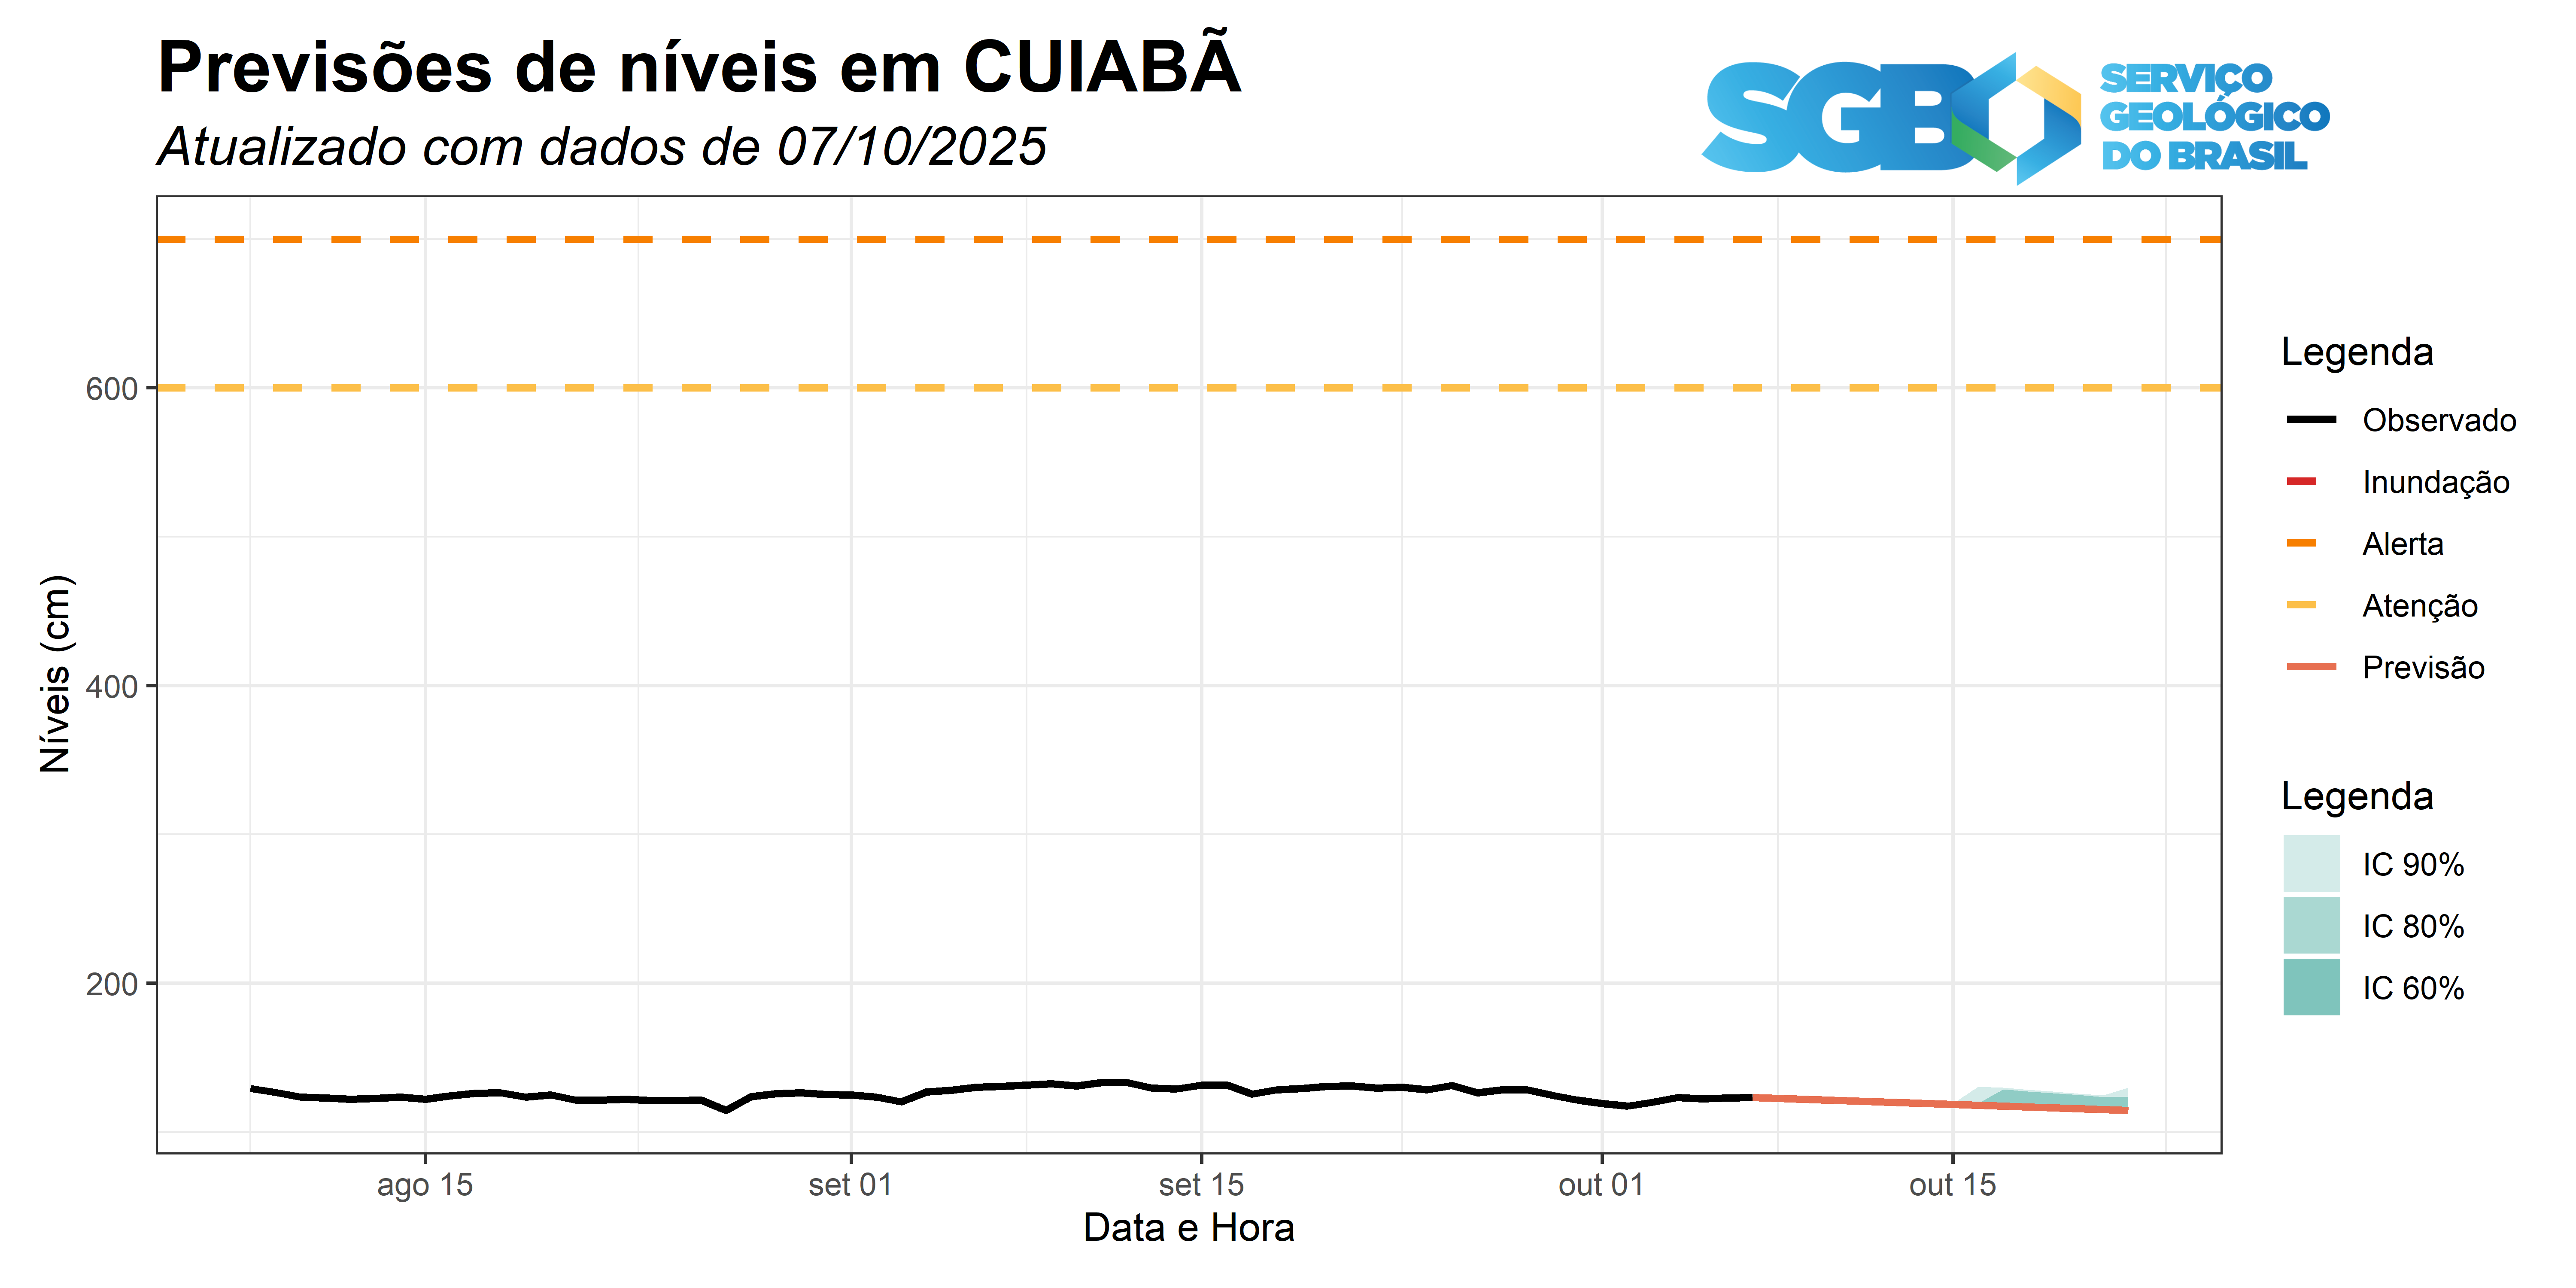 Previsões de níveis em CUIABÃ
Atualizado com dados de 07/10/2025
SGB
SERVIÇO
GEOLÓGICO
DO BRASIL
Níveis (cm)
600
400
200
ago 15
set 01
set 15
out 01
out 15
Data e Hora
Legenda
Observado
Inundação
Alerta
Atenção
Previsão
Legenda
IC 90%
IC 80%
IC 60%